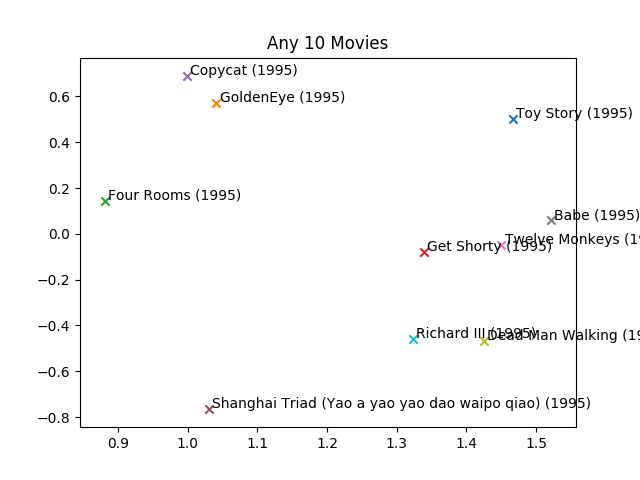 Any 10 Movies
Copycat (1995)
GoldenEye (1995)
Toy Story (1995)
Four Rooms (1995)
Babe (1995)
Twelve Monkeys (19
Get Shorty (1995)
Richard III (1995)
Dead Man Walking (19
Shanghai Triad (Yao a yao yao dao waipo qiao) (1995)
0.6
0.4
0.2
0.0
−0.2
−0.4
−0.6
−0.8
0.9 1.0 1.1 1.2 1.3 1.4 1.5